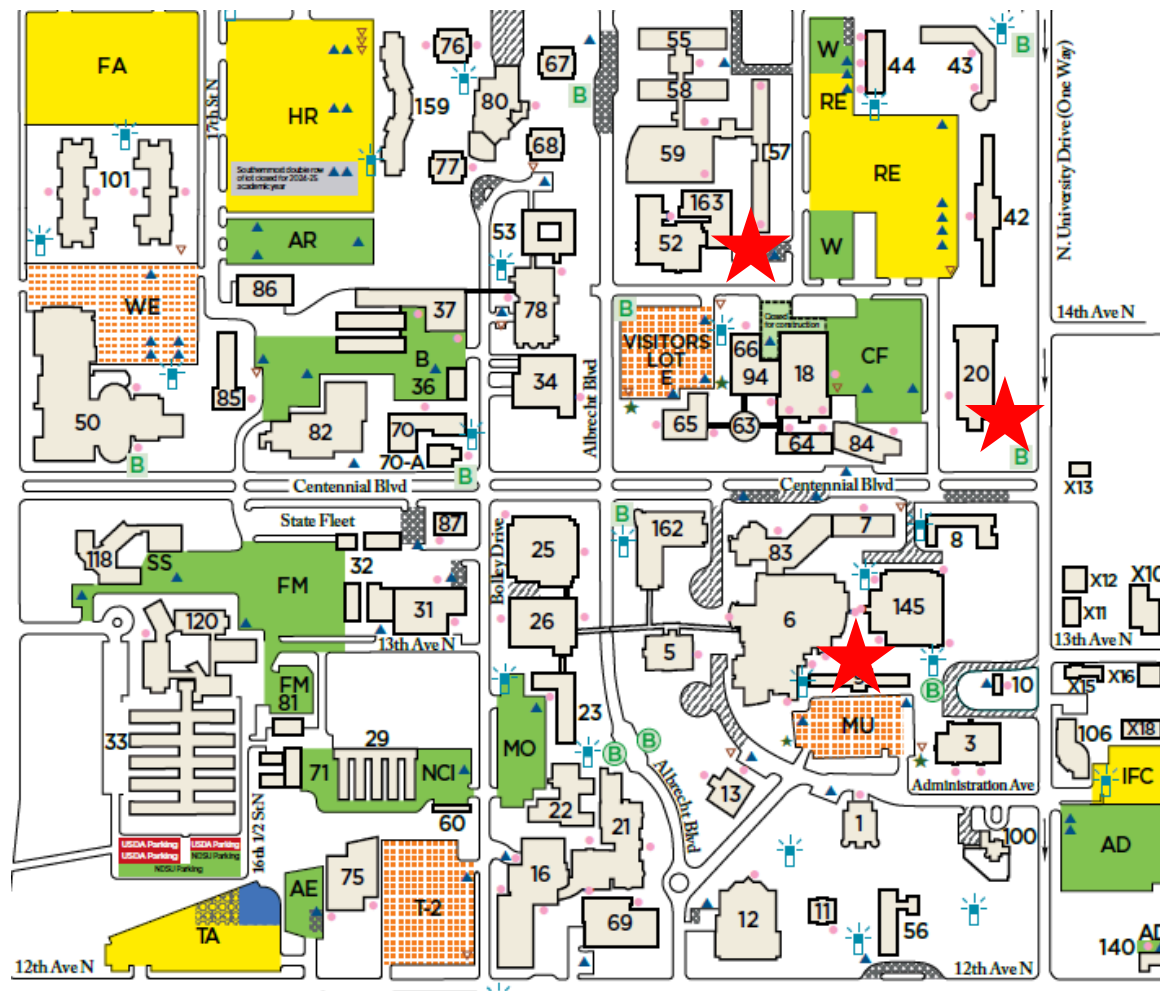 FA
17th St N
HR
Southernmost double row
of lot closed for 2024-25
academic year
159
76
80
67
B
77
68
55
58
59
57
W
RE
44
43
B
RE
W
42
N. University Drive (One Way)
101
AR
53
163
52
WE
86
37
78
B
14th Ave N
VISITORS
LOT
E
Closed
for construction
66
94
18
CF
20
B
36
34
Albrecht Blvd
85
50
82
70
70-A
65
63
64
84
B
B
B
Centennial Blvd
Centennial Blvd
X13
State Fleet
87
Bolley Drive
25
B
162
83
7
8
118
SS
FM
32
31
26
6
145
X12
X10
X11
120
13th Ave N
5
13th Ave N
FM
81
23
10
X15
X16
B
33
MO
MU
3
106
X18
29
B
B
71
NCI
Albrecht Blvd
Administration Ave
IFC
16th 1/2 St N
60
22
21
13
1
100
AD
USDA Parking
USDA Parking
USDA Parking
NDSU Parking
NDSU Parking
75
16
AE
T-2
TA
69
12
11
56
140
12th Ave N
12th Ave N